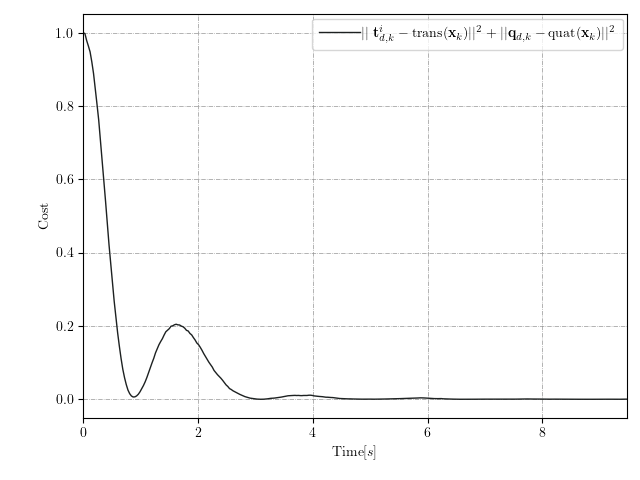 || t^i_{d,k} − trans(x_k)||^2 + ||q_{d,k} − quat(x_k)||^2
1.0
0.8
0.6
0.4
0.2
0.0
Cost
0 2 4 6 8
Time[s]